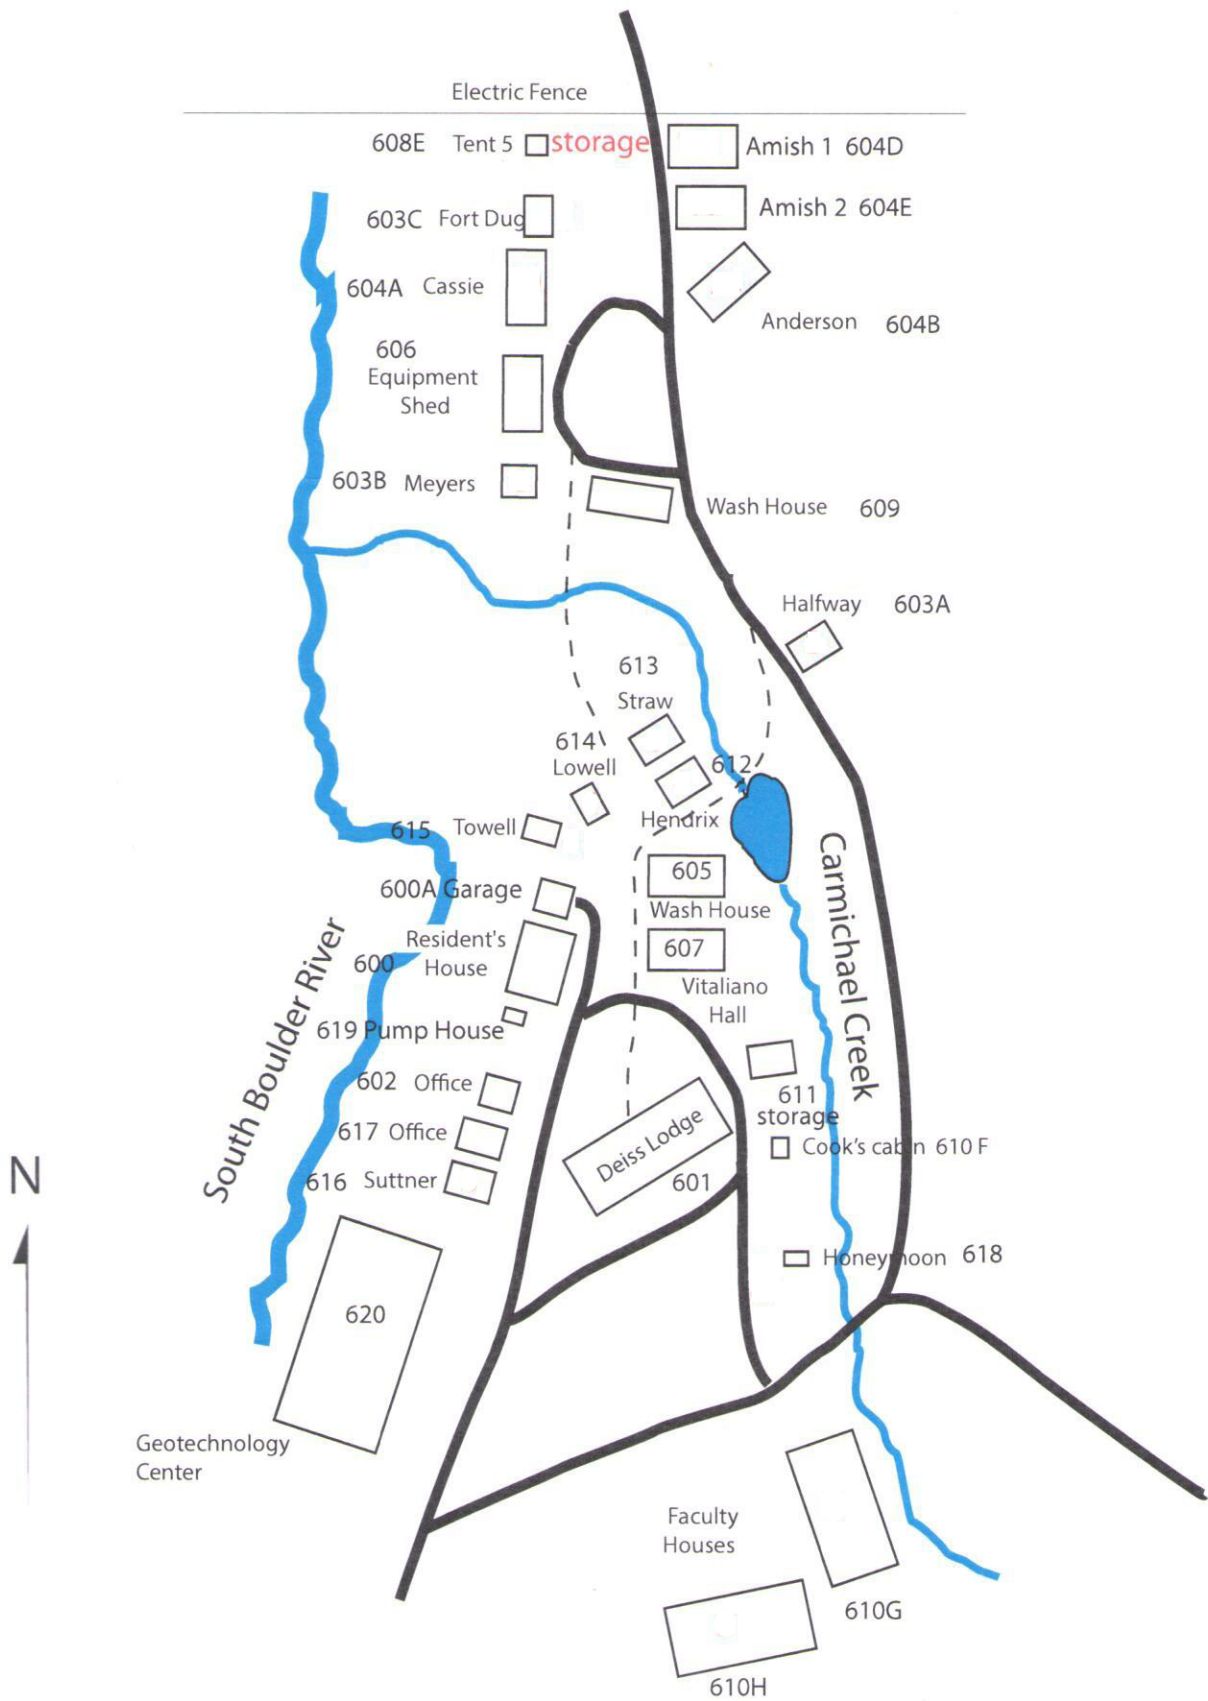 Electric Fence
608E Tent 5 storage Amish 1 604D
603C Fort Dug Amish 2 604E
604A Cassie
Anderson 604B
606
Equipment
Shed
603B Meyers
Wash House 609
Halfway 603A
613
Straw
614
Lowell
612
Hendrix
615 Towell
605
Wash House
600A Garage
Resident's
600 House
607
Vitaliano
Hall
619 Pump House
Carmichael Creek
South Boulder River
602 Office
611
storage
617 Office
Deiss Lodge
601
Cook's cabin 610 F
616 Suttner
N
Honeymoon 618
620
Geotechnology
Center
Faculty
Houses
610G
610H